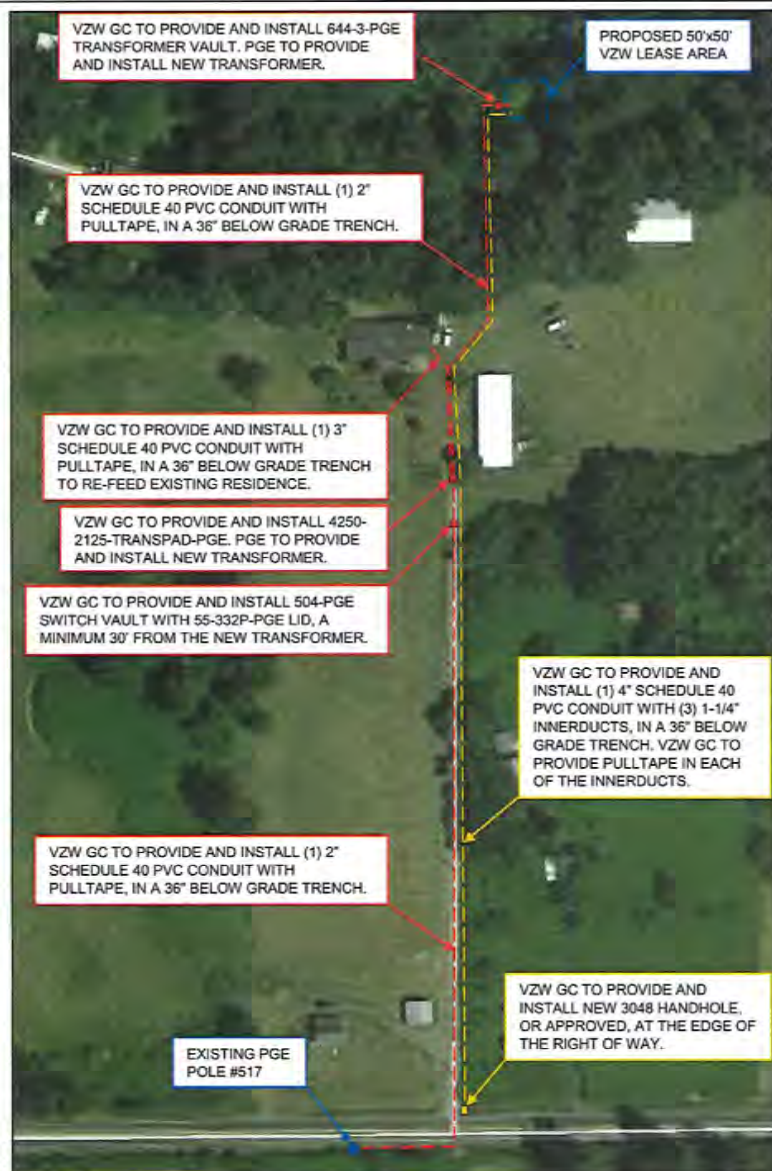 VZW GC TO PROVIDE AND INSTALL 644-3-PGE
TRANSFORMER VAULT. PGE TO PROVIDE
AND INSTALL NEW TRANSFORMER.
PROPOSED 50'x50'
VZW LEASE AREA
VZW GC TO PROVIDE AND INSTALL (1) 2"
SCHEDULE 40 PVC CONDUIT WITH
PULLTAPE, IN A 36" BELOW GRADE TRENCH.
VZW GC TO PROVIDE AND INSTALL (1) 3"
SCHEDULE 40 PVC CONDUIT WITH
PULLTAPE, IN A 36" BELOW GRADE TRENCH
TO RE-FEED EXISTING RESIDENCE.
VZW GC TO PROVIDE AND INSTALL 4250-
2125-TRANSPAD-PGE. PGE TO PROVIDE
AND INSTALL NEW TRANSFORMER.
VZW GC TO PROVIDE AND INSTALL 504-PGE
SWITCH VAULT WITH 55-332P-PGE LID, A
MINIMUM 30' FROM THE NEW TRANSFORMER.
VZW GC TO PROVIDE AND
INSTALL (1) 4" SCHEDULE 40
PVC CONDUIT WITH (3) 1-1/4"
INNERDUCTS, IN A 36" BELOW
GRADE TRENCH. VZW GC TO
PROVIDE PULLTAPE IN EACH
OF THE INNERDUCTS.
VZW GC TO PROVIDE AND INSTALL (1) 2"
SCHEDULE 40 PVC CONDUIT WITH
PULLTAPE, IN A 36" BELOW GRADE TRENCH.
VZW GC TO PROVIDE AND
INSTALL NEW 3048 HANDHOLE,
OR APPROVED, AT THE EDGE OF
THE RIGHT OF WAY.
EXISTING PGE
POLE #517